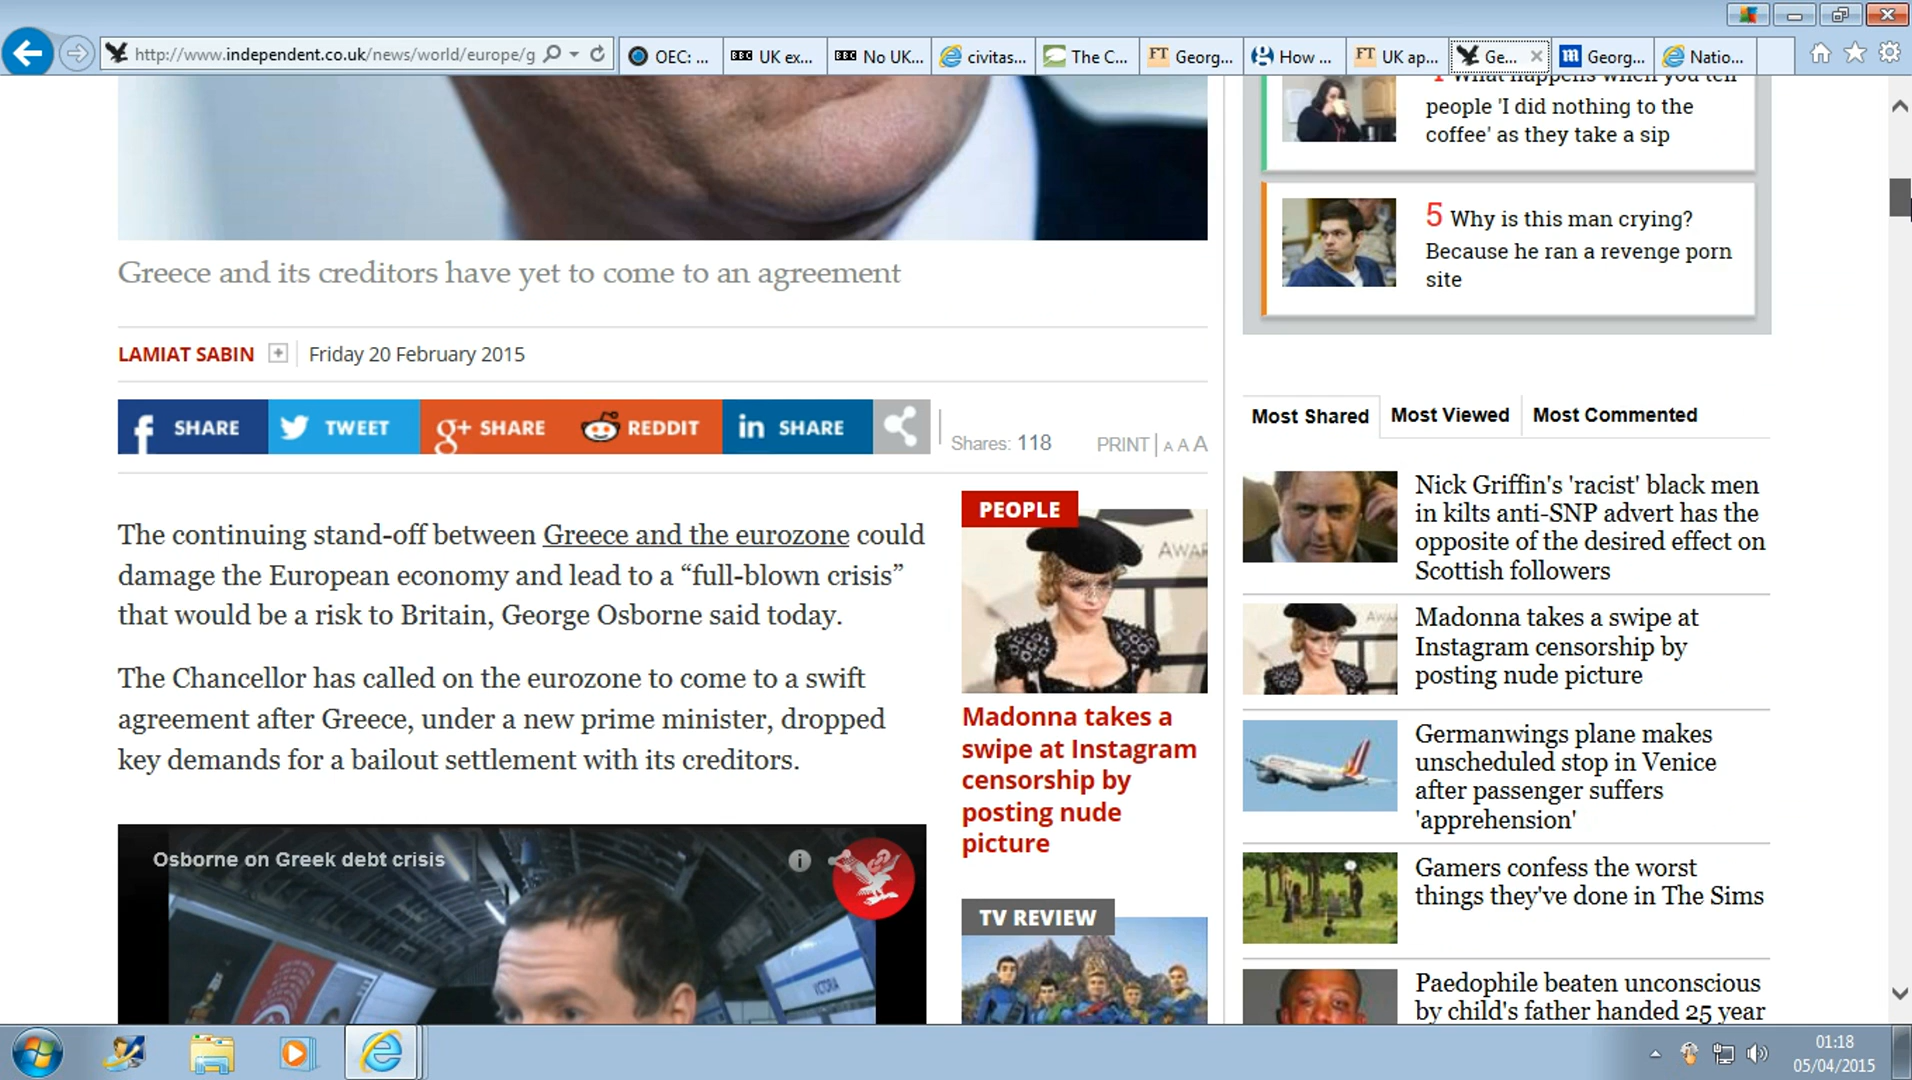 http://www.independent.co.uk/news/world/europe/g
OEC: ...
BBC UK ex...
BBC No UK...
civitas...
The C...
FT Georg...
How ...
FT UK ap...
Ge...
m Georg...
Natio...
What happens when you tell
people 'I did nothing to the
coffee' as they take a sip
5 Why is this man crying?
Because he ran a revenge porn
site
Greece and its creditors have yet to come to an agreement
LAMIAT SABIN + Friday 20 February 2015
f SHARE
TWEET
g+ SHARE
REDDIT
in SHARE
Shares: 118
PRINT | A A A
The continuing stand-off between Greece and the eurozone could
damage the European economy and lead to a “full-blown crisis”
that would be a risk to Britain, George Osborne said today.
The Chancellor has called on the eurozone to come to a swift
agreement after Greece, under a new prime minister, dropped
key demands for a bailout settlement with its creditors.
Osborne on Greek debt crisis
PEOPLE
Madonna takes a
swipe at Instagram
censorship by
posting nude
picture
TV REVIEW
Most Shared
Most Viewed
Most Commented
Nick Griffin's 'racist' black men
in kilts anti-SNP advert has the
opposite of the desired effect on
Scottish followers
Madonna takes a swipe at
Instagram censorship by
posting nude picture
Germanwings plane makes
unscheduled stop in Venice
after passenger suffers
'apprehension'
Gamers confess the worst
things they've done in The Sims
Paedophile beaten unconscious
by child's father handed 25 year
01:18
05/04/2015